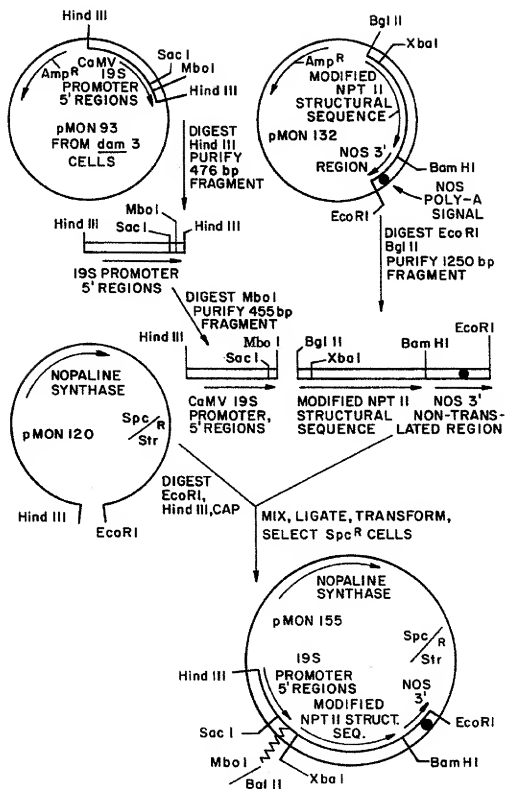 Hind III
CaMV
Amp R
19S
PROMOTER
5' REGIONS
Sac I
Mbo I
Hind III
pMON 93
FROM dam 3
CELLS
DIGEST
Hind III
PURIFY
476 bp
FRAGMENT
Bgl II
XbaI
Amp R
MODIFIED
NPT II
STRUCTURAL
SEQUENCE
pMON 132
NOS 3'
REGION
Bam HI
NOS
POLY-A
SIGNAL
EcoRI
DIGEST EcoRI
Bgl II
PURIFY 1250 bp
FRAGMENT
Mbo I
Hind III
Sac I
Hind III
19S PROMOTER
5' REGIONS
DIGEST Mbo I
PURIFY 455 bp
FRAGMENT
Hind III
Mbo I
Sac I
CaMV 19S
PROMOTER,
5' REGIONS
Bgl II
XbaI
Bam HI
EcoRI
MODIFIED NPT II
STRUCTURAL
SEQUENCE
NOS 3'
NON-TRANS-
LATED REGION
NOPALINE
SYNTHASE
pMON 120
Spc R
Str
Hind III
EcoRI
DIGEST
EcoRI,
Hind III, CAP
MIX, LIGATE, TRANSFORM,
SELECT Spc R CELLS
NOPALINE
SYNTHASE
pMON 155
Spc R
Str
19S
PROMOTER
5' REGIONS
Hind III
MODIFIED
NPT II STRUCT.
SEQ.
NOS
3'
EcoRI
Sac I
Mbo I
Bgl II
Xba I
Bam HI